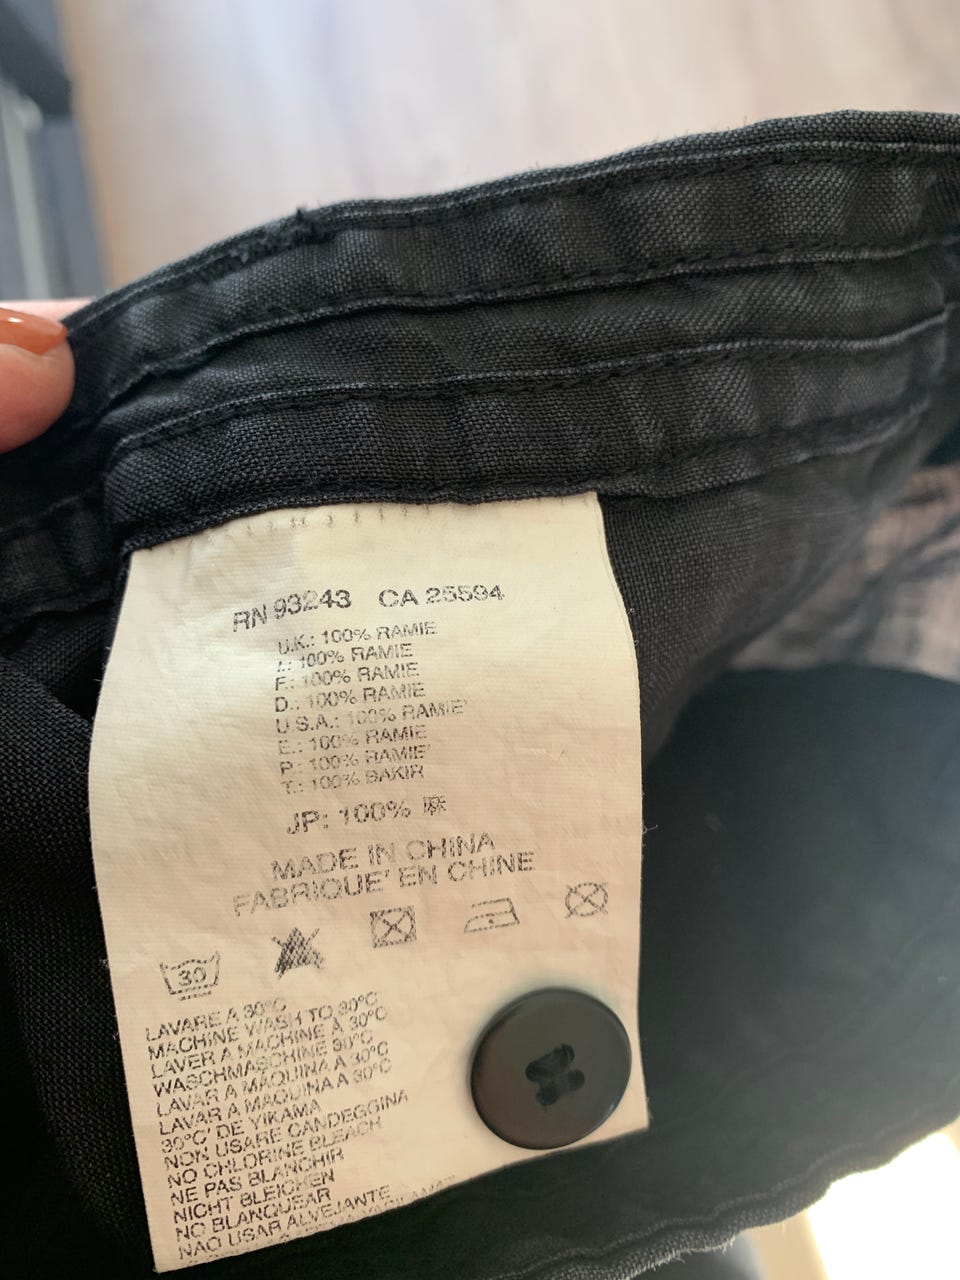 RN 93243 CA 25594
U.K.: 100% RAMIE
I.: 100% RAMIE
F.: 100% RAMIE
D.: 100% RAMIE
U.S.A.: 100% RAMIE
E.: 100% RAMIE
P.: 100% RAMIE
T.: 100% BAKIR
JP: 100% 麻
MADE IN CHINA
FABRIQUE' EN CHINE
30
LAVARE A 30°C
MACHINE WASH TO 30°C
LAVER A MACHINE À 30°C
WASCHMASCHINE 30°C
LAVAR A MAQUINA A 30°C
LAVAR A MAQUINA A 30°C
30°C' DE YIKAMA
NON USARE CANDEGGINA
NO CHLORINE BLEACH
NE PAS BLANCHIR
NICHT BLEICHEN
NO BLANQUEAR
NAO USAR ALVEJANTE